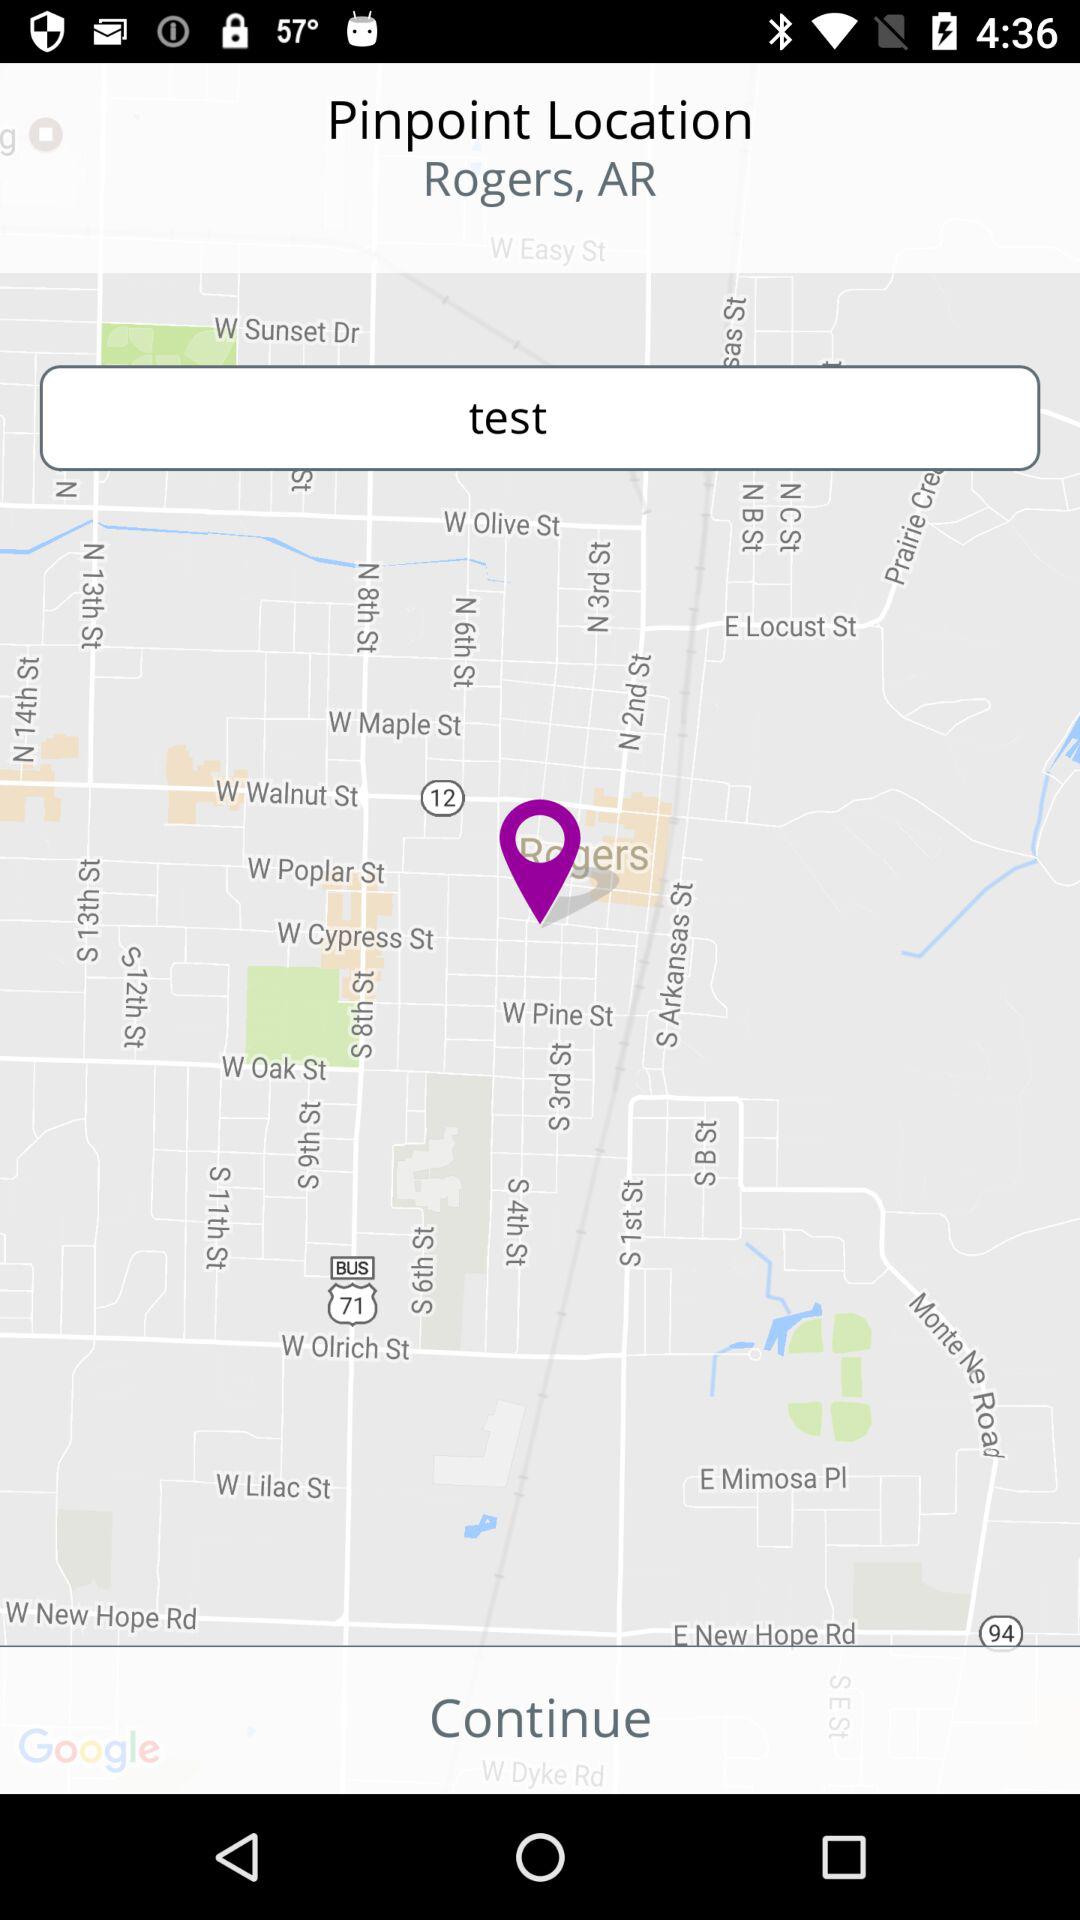 57° 4:36
g
Pinpoint Location
Rogers, AR
W Easy St
W Sunset Dr
sas St
test
N
St
W Olive St
N B St
N C St
Prairie Cree
N 13th St
N 8th St
N 3rd St
N 6th St
E Locust St
N 14th St
N 2nd St
W Maple St
W Walnut St
12
Rogers
W Poplar St
S 13th St
S Arkansas St
W Cypress St
S 12th St
S 8th St
W Pine St
W Oak St
S 3rd St
S 9th St
S B St
S 11th St
S 4th St
S 1st St
S 6th St
BUS
71
Monte Ne Road
W Olrich St
W Lilac St
E Mimosa Pl
W New Hope Rd
E New Hope Rd
94
S E St
Continue
Google
W Dyke Rd